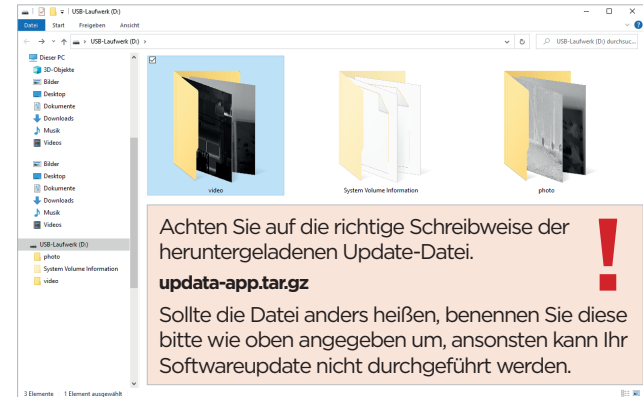 USB-Laufwerk (D:)
Datei Start Freigeben Ansicht
USB-Laufwerk (D:)
USB-Laufwerk (D:) durchsuc...
Dieser PC
3D-Objekte
Bilder
Desktop
Dokumente
Downloads
Musik
Videos
Bilder
Desktop
Dokumente
Downloads
Musik
Videos
USB-Laufwerk (D:)
photo
System Volume Information
video
video
System Volume Information
photo
Achten Sie auf die richtige Schreibweise der
heruntergeladenen Update-Datei.
updata-app.tar.gz
Sollte die Datei anders heißen, benennen Sie diese
bitte wie oben angegeben um, ansonsten kann Ihr
Softwareupdate nicht durchgeführt werden.
!
3 Elemente 1 Element ausgewählt